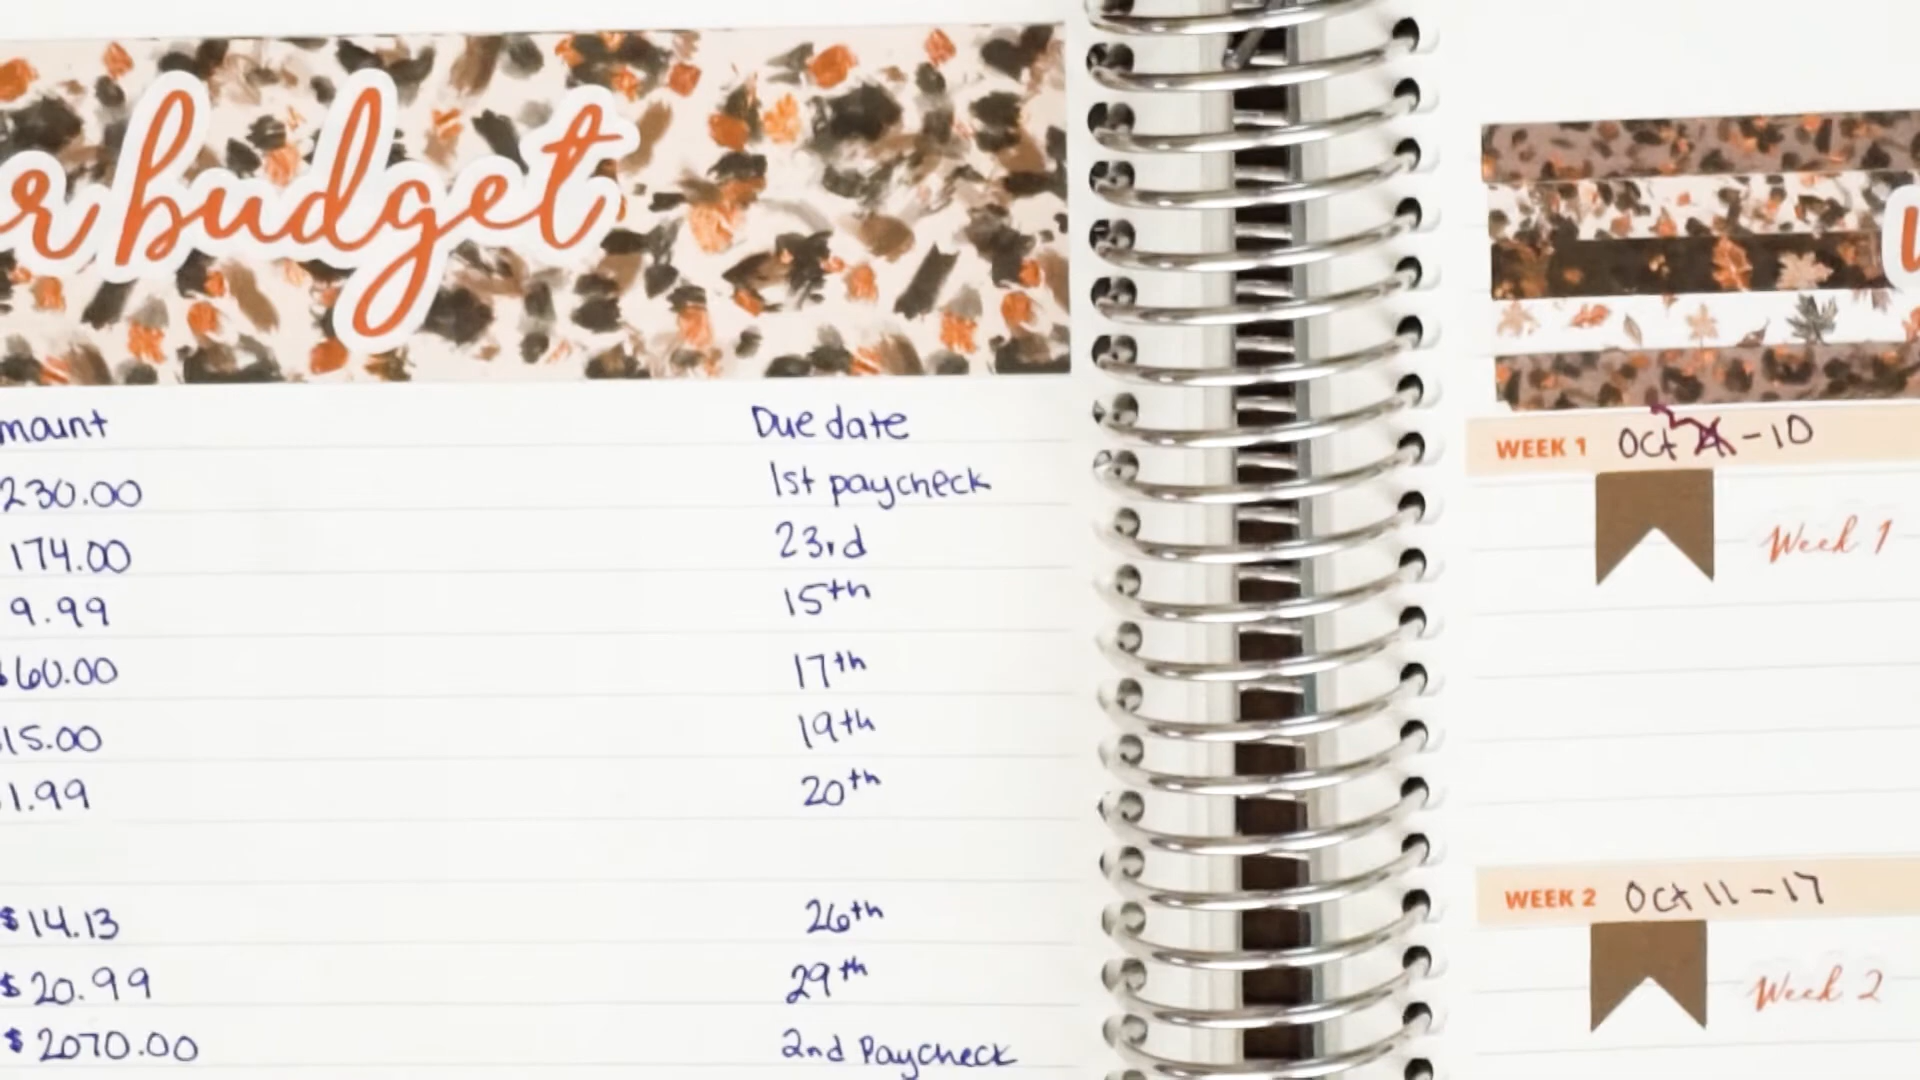 r budget
mount Due date
230.00 1st paycheck
174.00 23rd
9.99 15th
$60.00 17th
15.00 19th
1.99 20th
$14.13 26th
$20.99 29th
$2070.00 2nd Paycheck
WEEK 1 Oct -10
Week 1
WEEK 2 Oct 11-17
Week 2